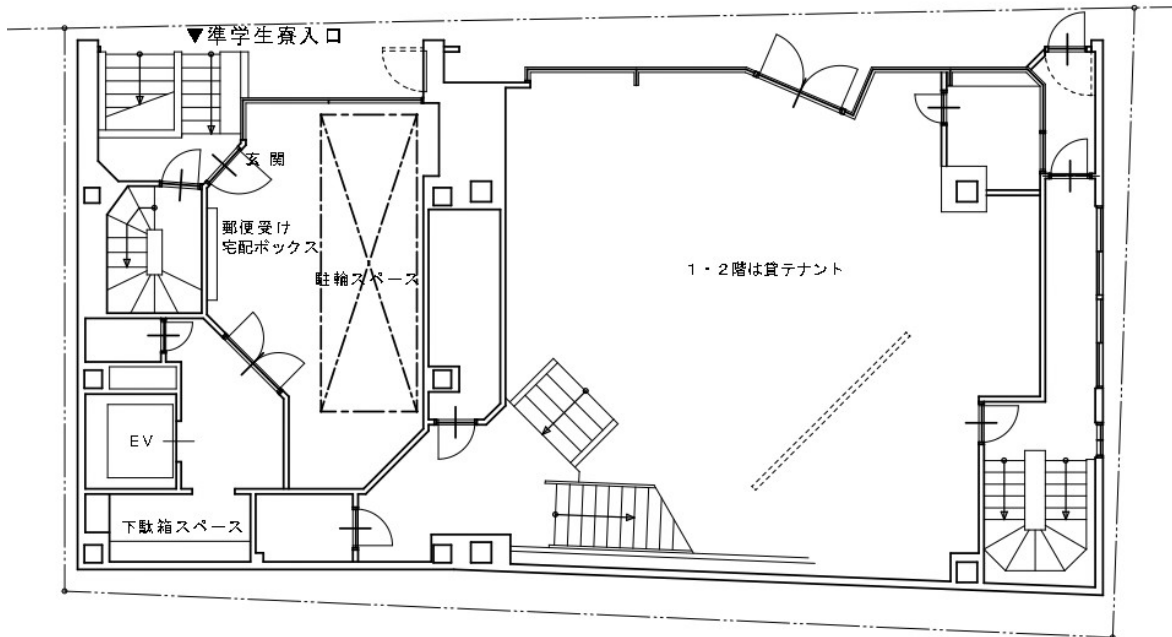 ▼準学生寮入口
玄関
郵便受け
宅配ボックス
駐輪スペース
1・2階は貸テナント
EV
下駄箱スペース